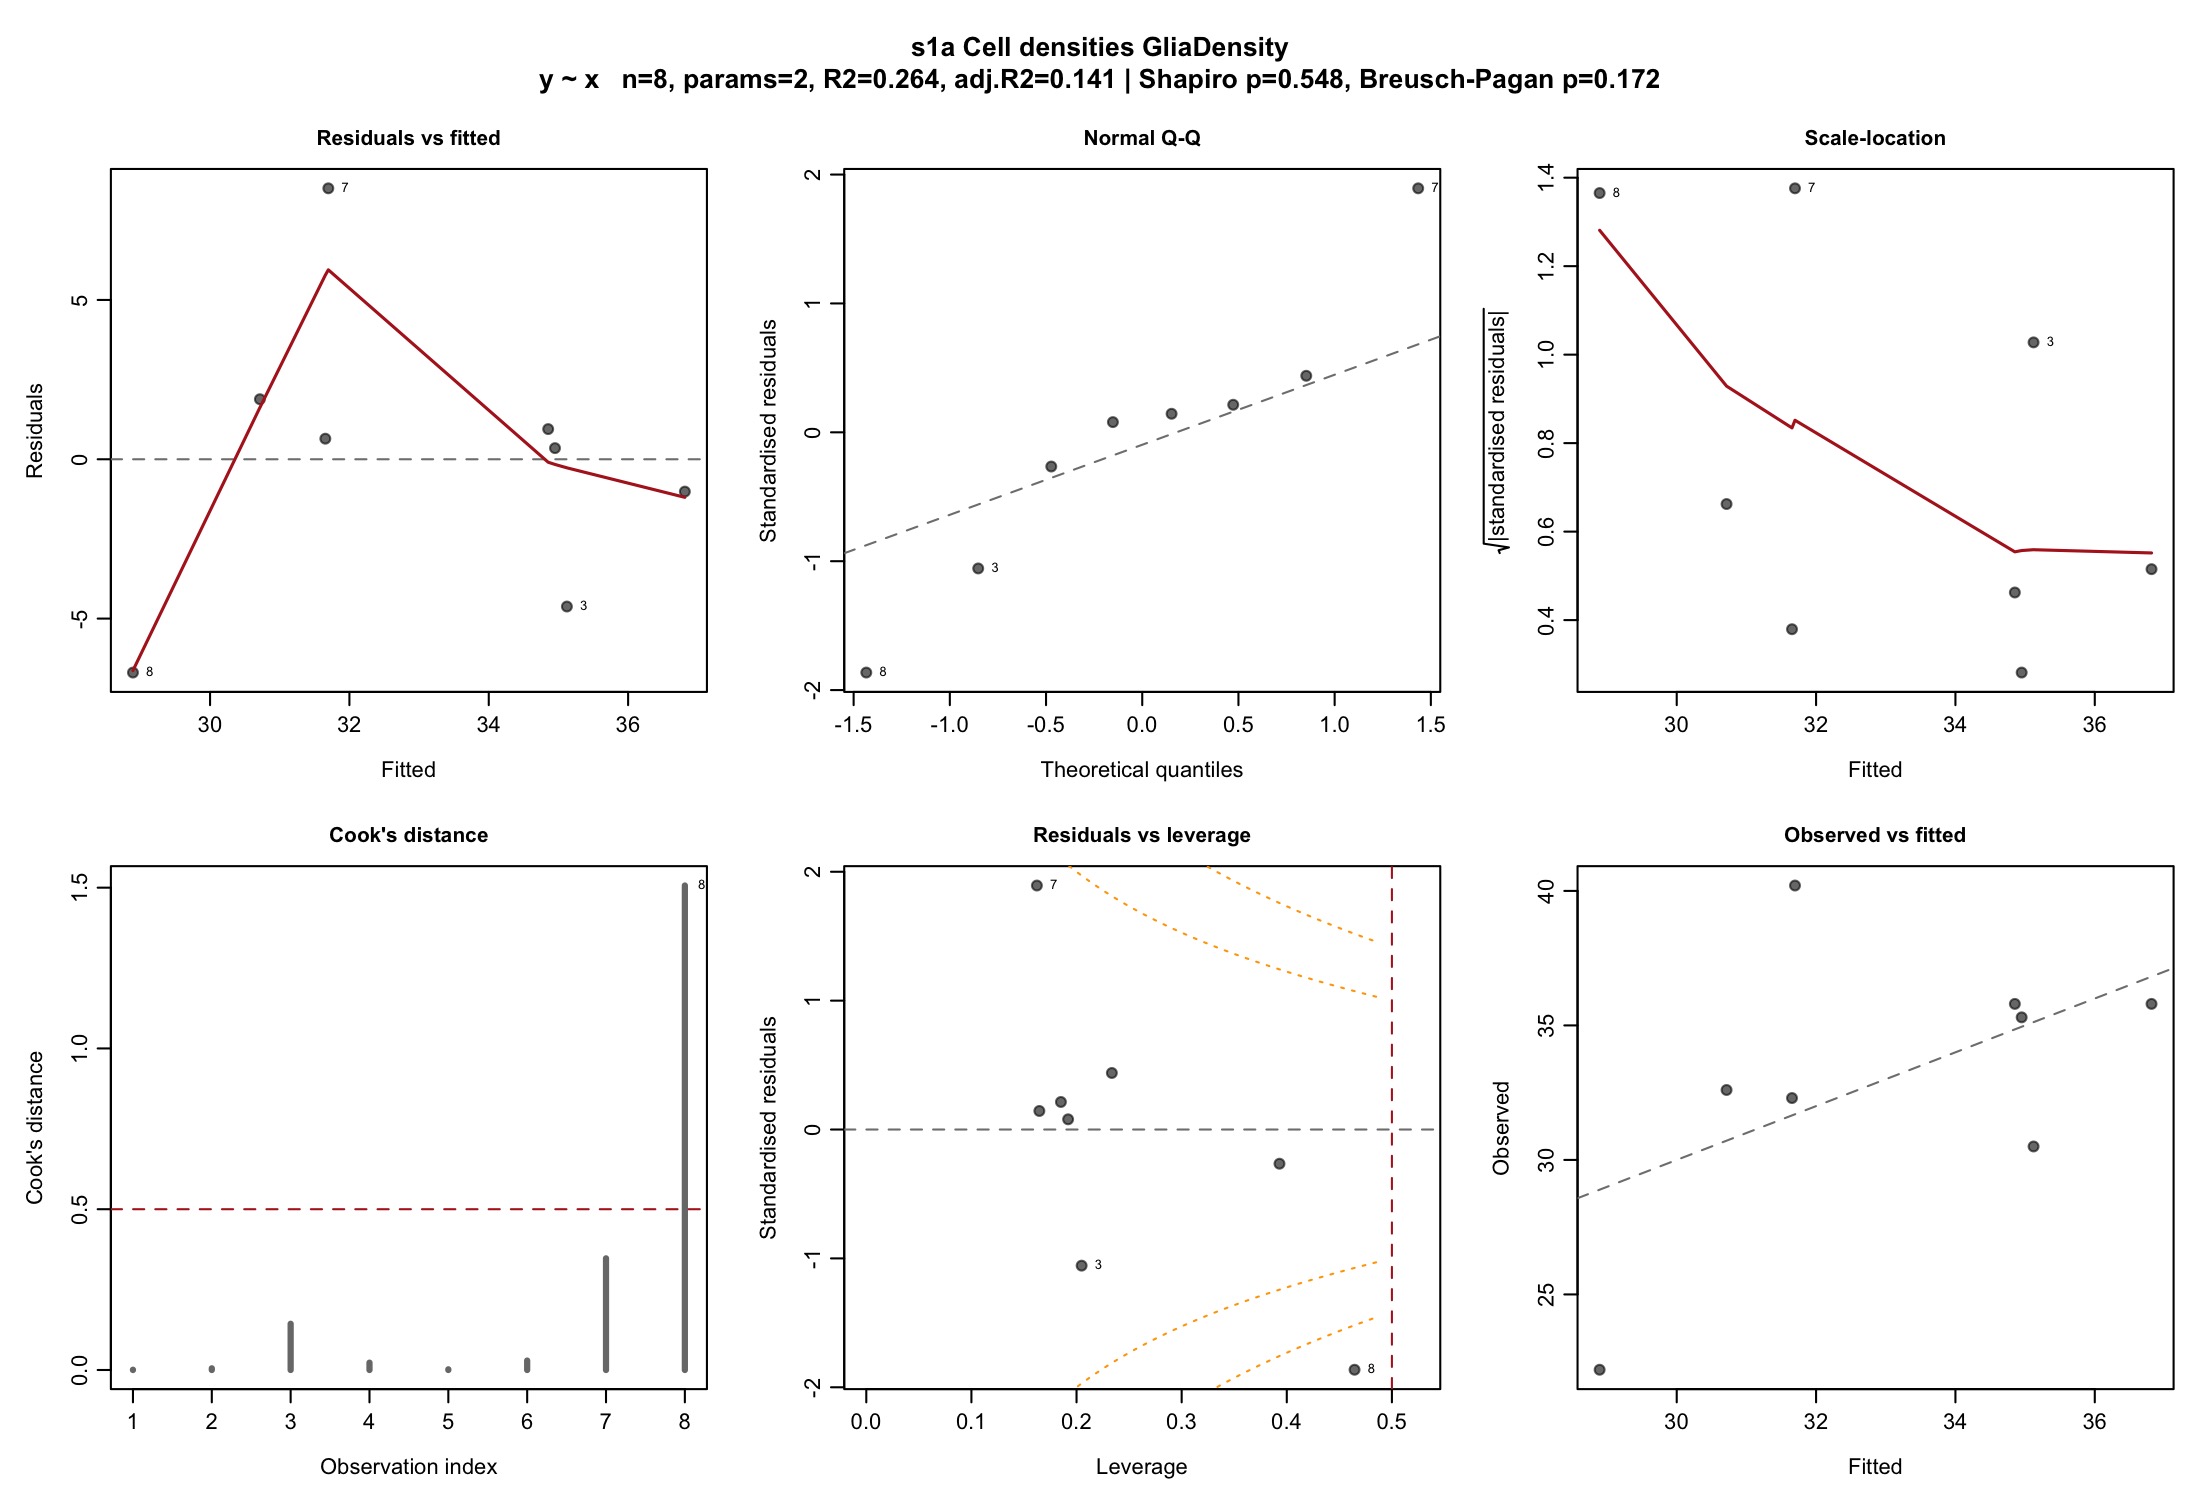 s1a Cell densities GliaDensity
y ~ x n=8, params=2, R2=0.264, adj.R2=0.141 | Shapiro p=0.548, Breusch-Pagan p=0.172
Residuals vs fitted
Residuals
5
0
-5
7
3
8
30 32 34 36
Fitted
Normal Q-Q
Standardised residuals
2
1
0
-1
-2
7
3
8
-1.5 -1.0 -0.5 0.0 0.5 1.0 1.5
Theoretical quantiles
Scale-location
√|standardised residuals|
1.4
1.2
1.0
0.8
0.6
0.4
8
7
3
30 32 34 36
Fitted
Cook's distance
Cook's distance
1.5
1.0
0.5
0.0
8
1 2 3 4 5 6 7 8
Observation index
Residuals vs leverage
Standardised residuals
2
1
0
-1
-2
7
3
8
0.0 0.1 0.2 0.3 0.4 0.5
Leverage
Observed vs fitted
Observed
40
35
30
25
30 32 34 36
Fitted